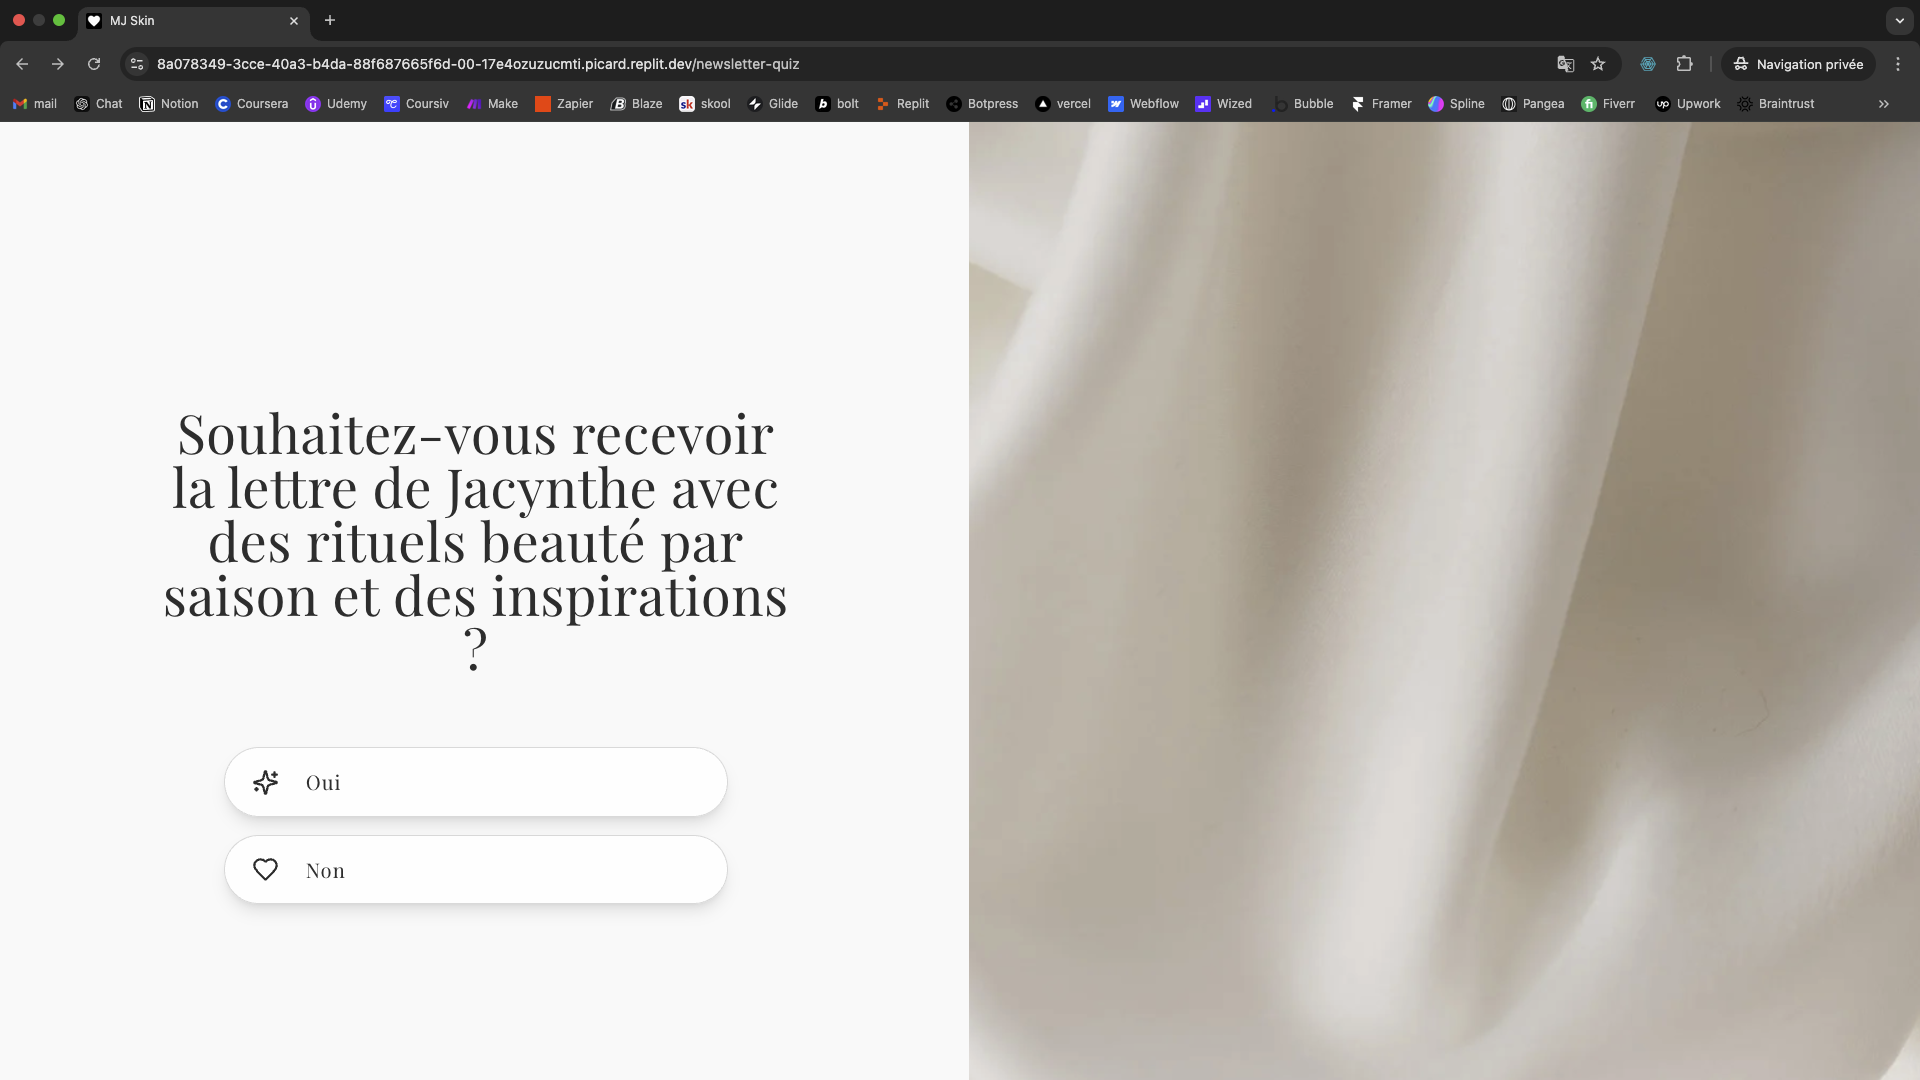 MJ Skin
8a078349-3cce-40a3-b4da-88f687665f6d-00-17e4ozuzucmti.picard.replit.dev/newsletter-quiz
Navigation privée
mail Chat Notion Coursera Udemy Coursiv Make Zapier Blaze skool Glide bolt Replit Botpress vercel Webflow Wized Bubble Framer Spline Pangea Fiverr Upwork Braintrust
Souhaitez-vous recevoir
la lettre de Jacynthe avec
des rituels beauté par
saison et des inspirations
?
Oui
Non